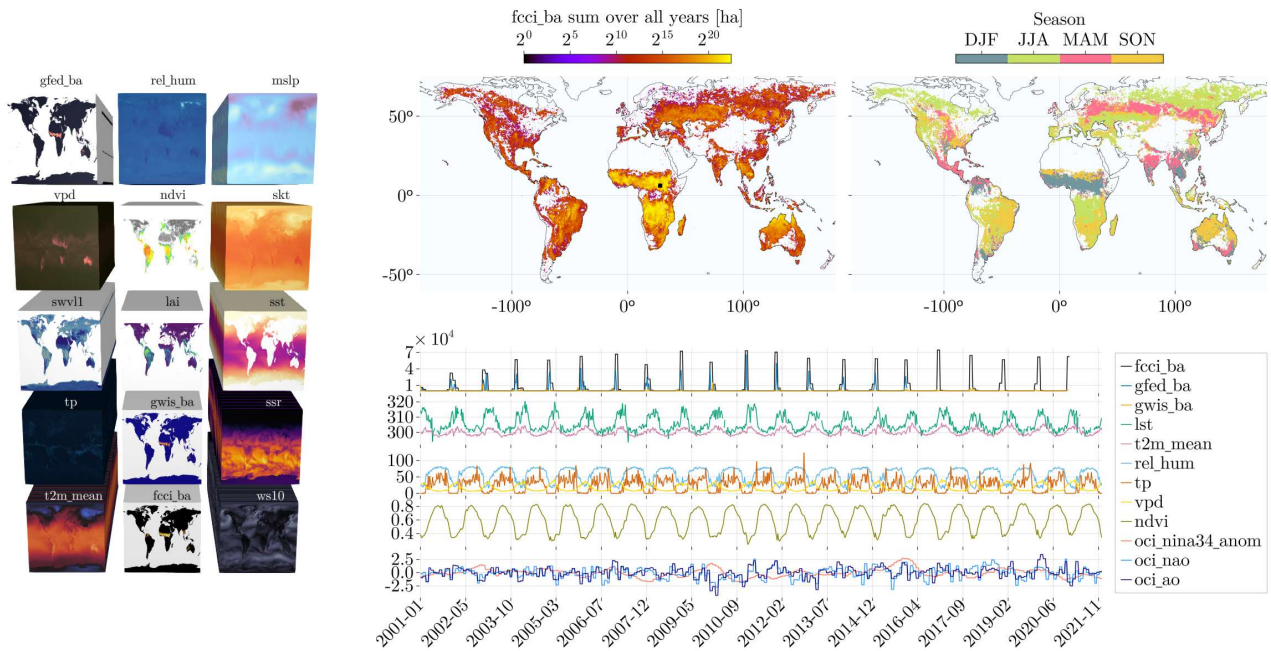 gfed_ba
rel_hum
mslp
vpd
ndvi
skt
swvl1
lai
sst
tp
gwis_ba
ssr
t2m_mean
fcci_ba
ws10
fcci_ba sum over all years [ha]
2^0 2^5 2^10 2^15 2^20
50°
0°
-50°
-100° 0° 100°
Season
DJF JJA MAM SON
-100° 0° 100°
× 10^4
7
4
1
320
310
300
100
50
0
0.8
0.6
0.4
2.5
0.0
-2.5
2001-01 2002-05 2003-10 2005-03 2006-07 2007-12 2009-05 2010-09 2012-02 2013-07 2014-12 2016-04 2017-09 2019-02 2020-06 2021-11
fcci_ba
gfed_ba
gwis_ba
lst
t2m_mean
rel_hum
tp
vpd
ndvi
oci_nina34_anom
oci_nao
oci_ao